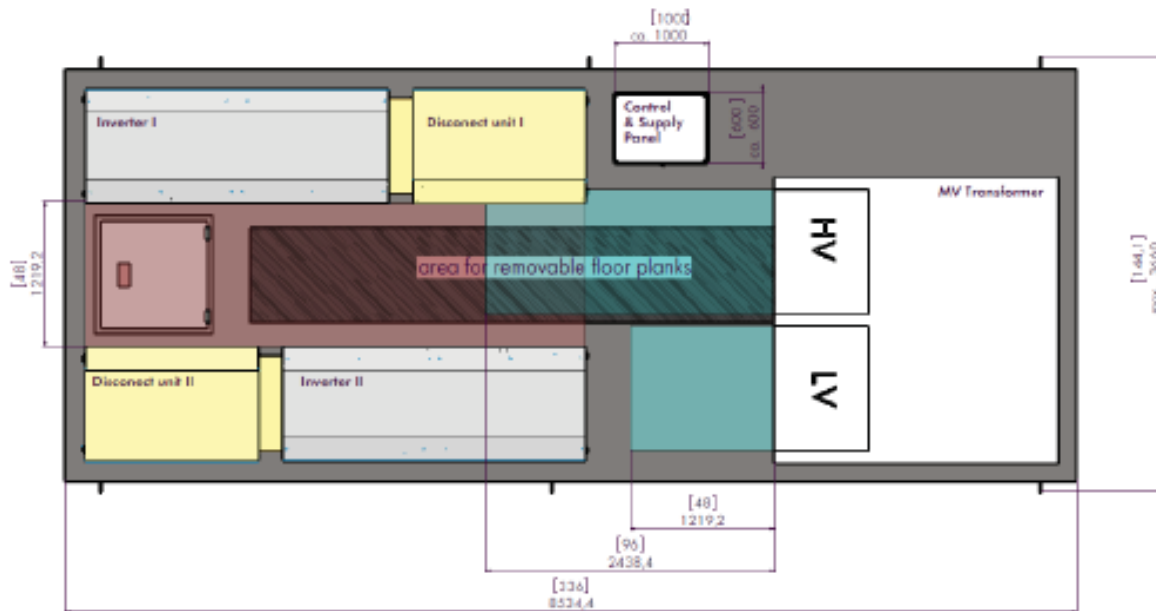 [1000]
ca. 1000
Inverter I
Disconect unit I
Control
& Supply
Panel
[600]
ca. 600
MV Transformer
HV
area for removable floor planks
[48]
1219,2
[144,1]
LV
Disconect unit II
Inverter II
[48]
1219,2
[96]
2438,4
[336]
8534,4